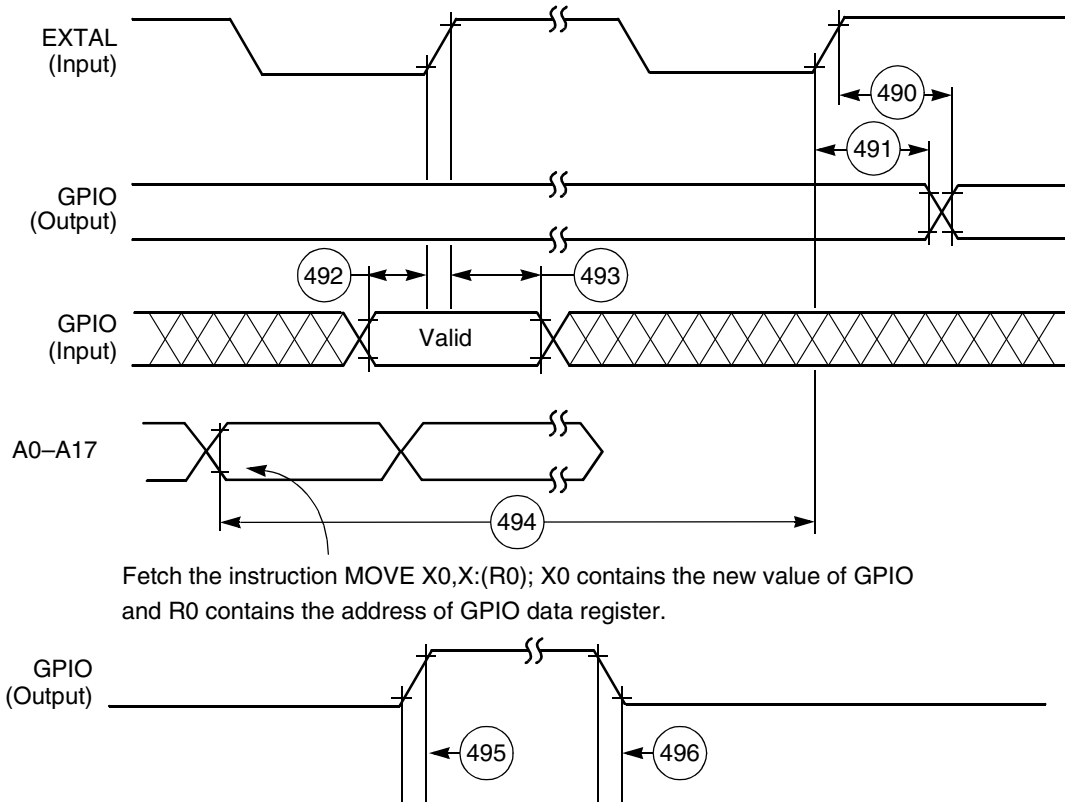 EXTAL
(Input)
490
491
GPIO
(Output)
492
493
GPIO
(Input)
Valid
A0–A17
494
Fetch the instruction MOVE X0,X:(R0); X0 contains the new value of GPIO
and R0 contains the address of GPIO data register.
GPIO
(Output)
495
496